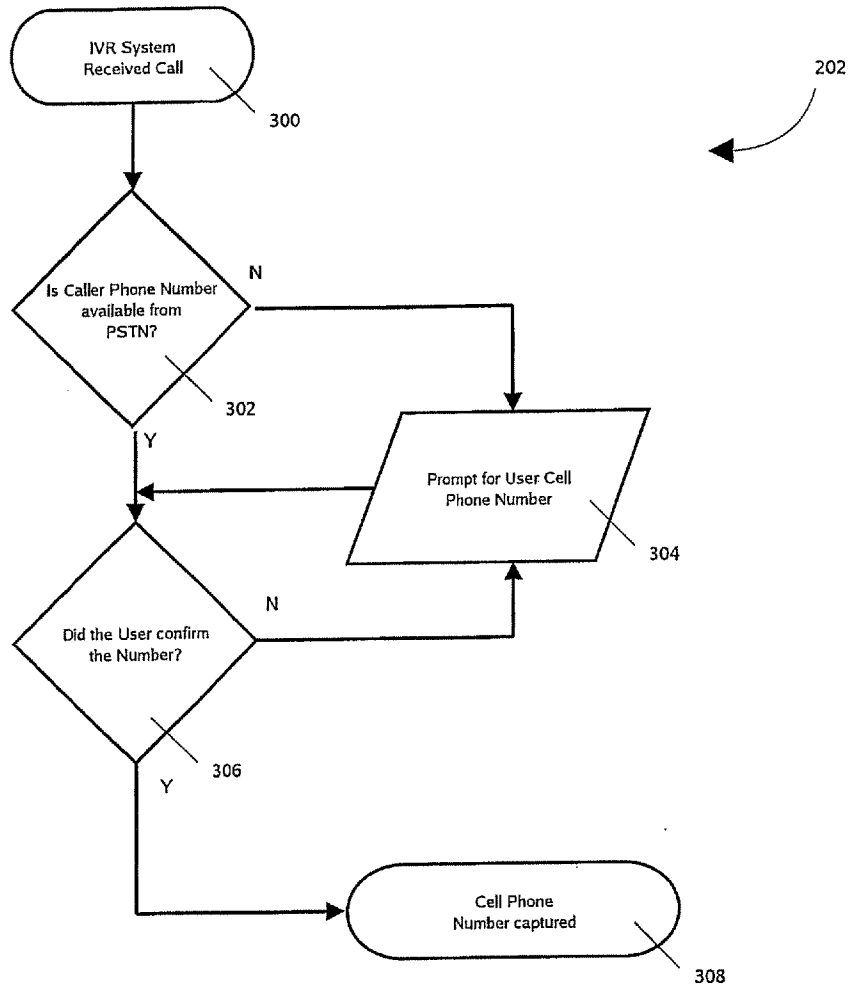 IVR System
Received Call
300
202
Is Caller Phone Number
available from
PSTN?
302
N
Y
Prompt for User Cell
Phone Number
304
Did the User confirm
the Number?
306
N
Y
Cell Phone
Number captured
308